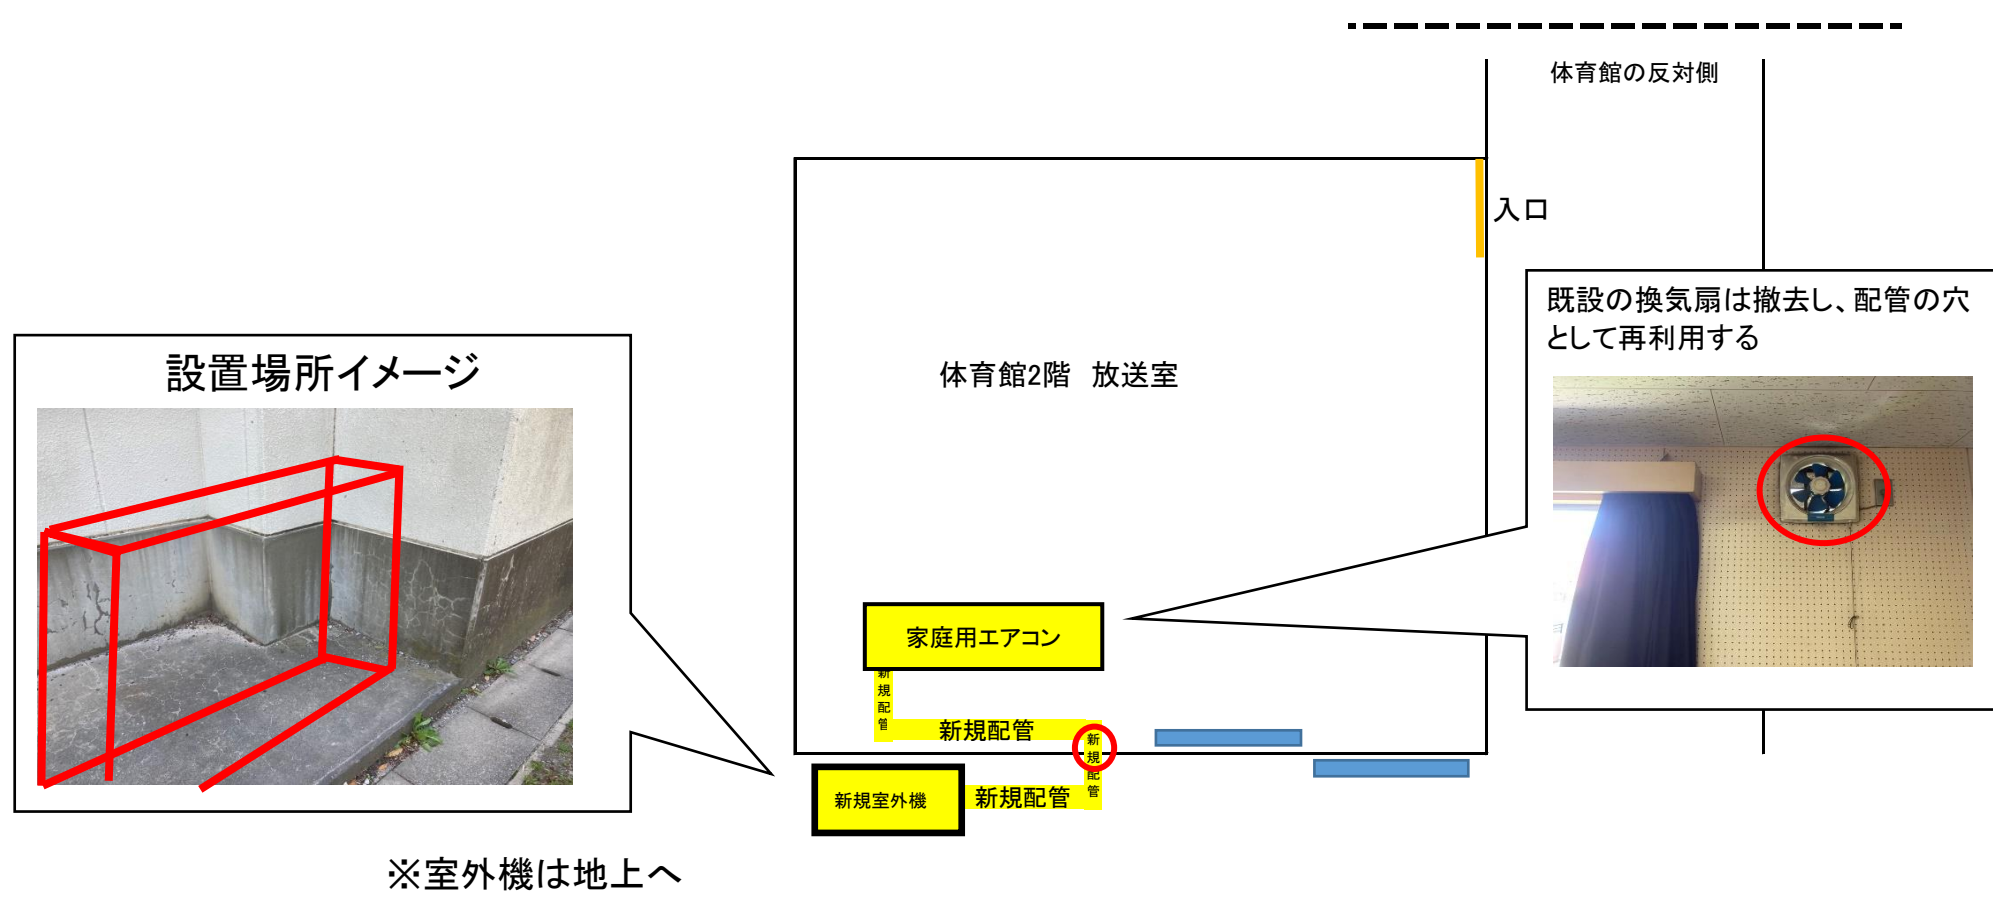 体育館の反対側
入口
既設の換気扇は撤去し、配管の穴
として再利用する
設置場所イメージ
体育館2階 放送室
家庭用エアコン
新規配管
新規配管
新規配管
新規室外機
新規配管
※室外機は地上へ